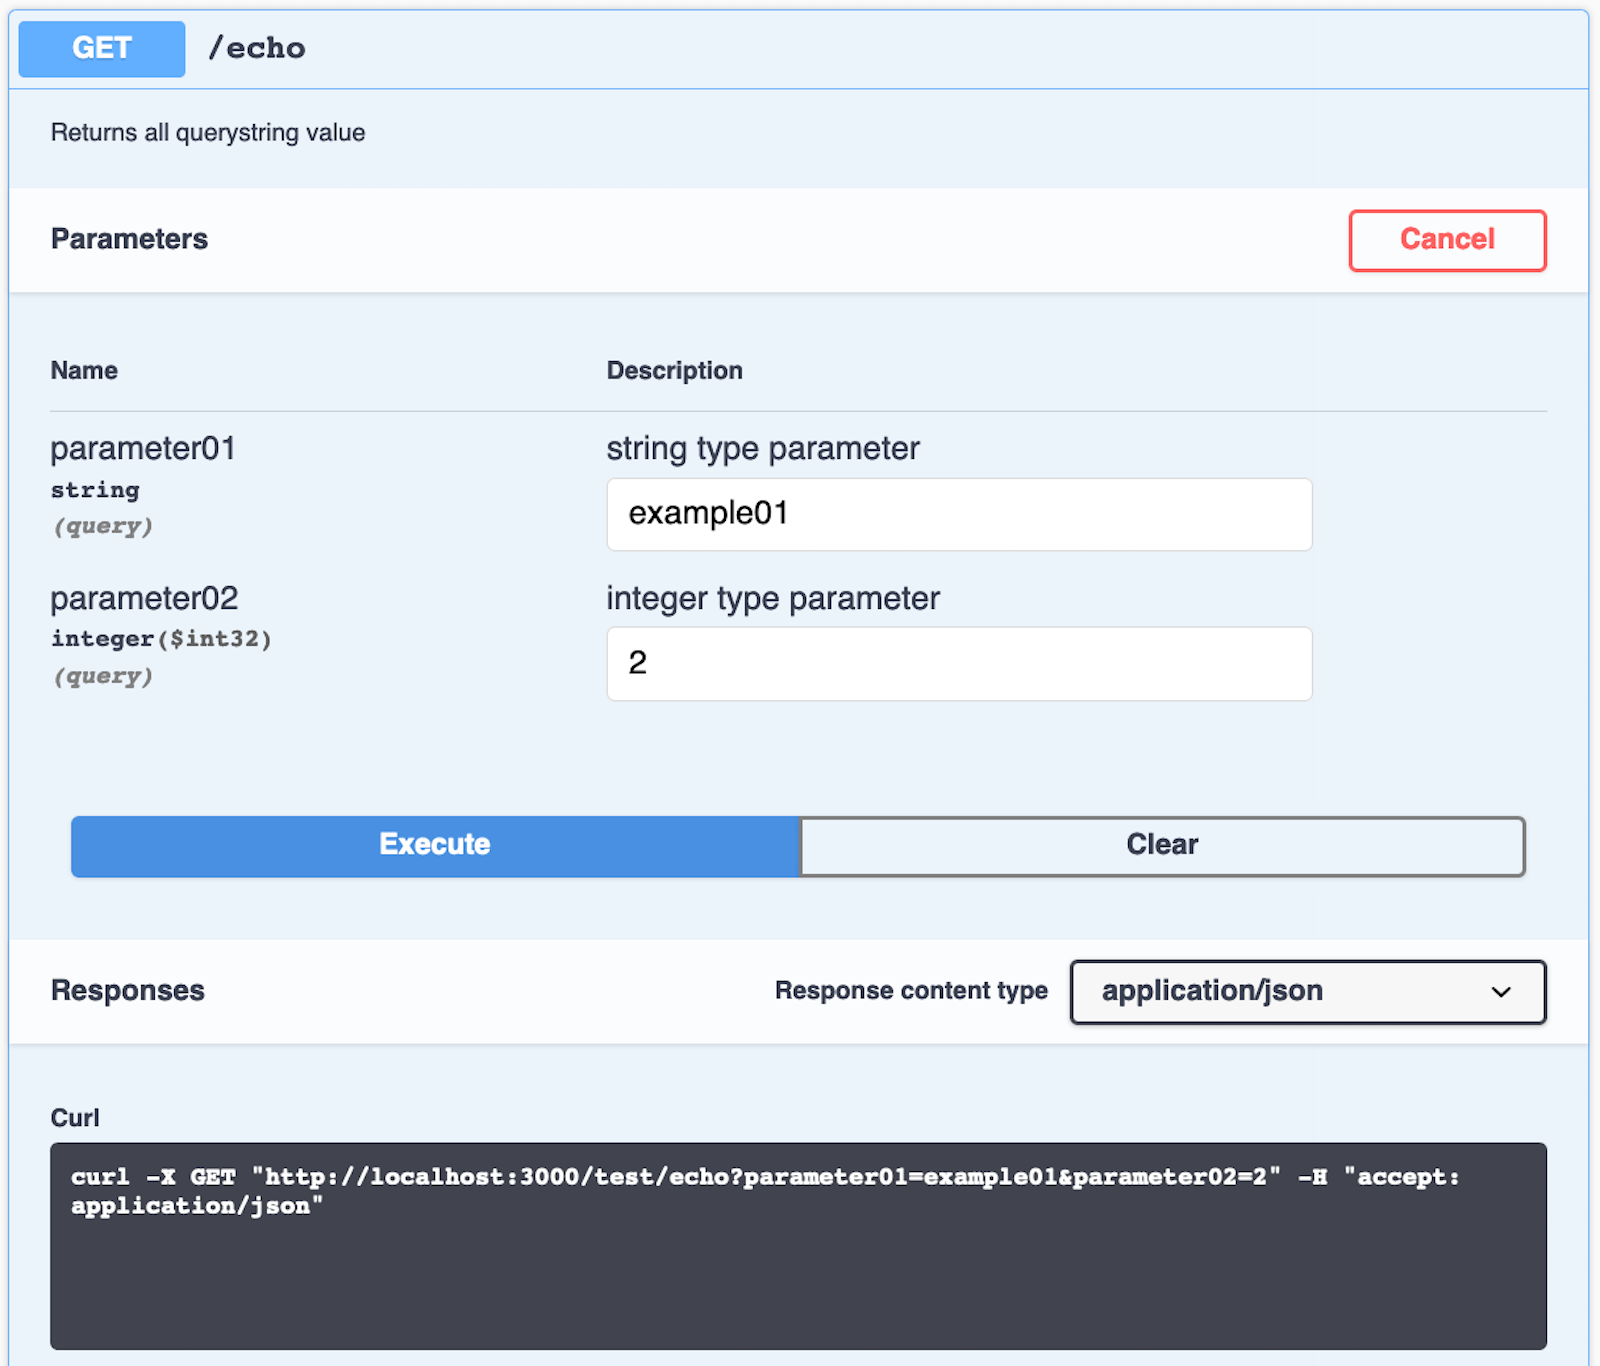 GET /echo
Returns all querystring value
Parameters Cancel
Name Description
parameter01 string type parameter
string
(query)
example01
parameter02 integer type parameter
integer($int32)
(query)
2
Execute Clear
Responses Response content type application/json
Curl
curl -X GET "http://localhost:3000/test/echo?parameter01=example01&parameter02=2" -H "accept:
application/json"